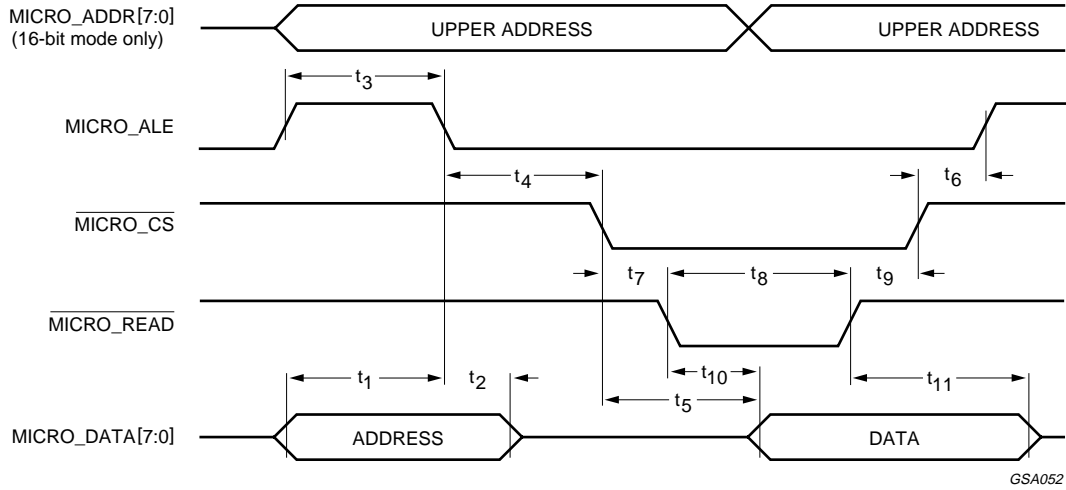 MICRO_ADDR[7:0]
(16-bit mode only)
UPPER ADDRESS
UPPER ADDRESS
t3
MICRO_ALE
t4
t6
MICRO_CS
t7
t8
t9
MICRO_READ
t1
t2
t10
t11
t5
MICRO_DATA[7:0]
ADDRESS
DATA
GSA052